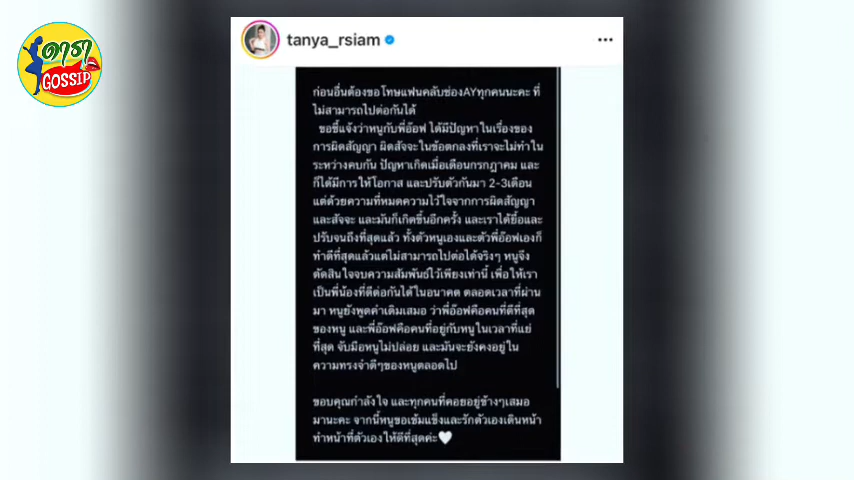 ดารา
GOSSIP
tanya_rsiam
ก่อนอื่นต้องขอโทษแฟนคลับช่องAYทุกคนนะคะ ที่
ไม่สามารถไปต่อกันได้
ขอชี้แจ้งว่าหนูกับพี่อ๊อฟ ได้มีปัญหาในเรื่องของ
การผิดสัญญา ผิดสัจจะในข้อตกลงที่เราจะไม่ทำใน
ระหว่างคบกัน ปัญหาเกิดเมื่อเดือนกรกฎาคม และ
ก็ได้มีการให้โอกาส และปรับตัวกันมา 2-3เดือน
แต่ด้วยความที่หมดความไว้ใจจากการผิดสัญญา
และสัจจะ และมันก็เกิดขึ้นอีกครั้ง และเราได้ยื้อและ
ปรับจนถึงที่สุดแล้ว ทั้งตัวหนูเองและตัวพี่อ๊อฟเองก็
ทำดีที่สุดแล้วแต่ไม่สามารถไปต่อได้จริงๆ หนูจึง
ตัดสินใจจบความสัมพันธ์ไว้เพียงเท่านี้ เพื่อให้เรา
เป็นพี่น้องที่ดีต่อกันได้ในอนาคต ตลอดเวลาที่ผ่าน
มา หนูยังพูดคำเดิมเสมอ ว่าพี่อ๊อฟคือคนที่ดีที่สุด
ของหนู และพี่อ๊อฟคือคนที่อยู่กับหนูในเวลาที่แย่
ที่สุด จับมือหนูไม่ปล่อย และมันจะยังคงอยู่ใน
ความทรงจำดีๆของหนูตลอดไป
ขอบคุณกำลังใจ และทุกคนที่คอยอยู่ข้างๆเสมอ
มานะคะ จากนี้หนูขอเข้มแข็งและรักตัวเองเดินหน้า
ทำหน้าที่ตัวเองให้ดีที่สุดค่ะ🤍